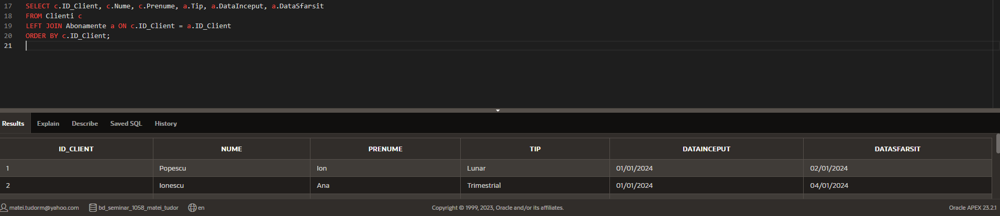 17 SELECT c.ID_Client, c.Nume, c.Prenume, a.Tip, a.DataInceput, a.DataSfarsit
18 FROM Clienti c
19 LEFT JOIN Abonamente a ON c.ID_Client = a.ID_Client
20 ORDER BY c.ID_Client;
21
Results Explain Describe Saved SQL History
ID_CLIENT NUME PRENUME TIP DATAINCEPUT DATASFARSIT
1 Popescu Ion Lunar 01/01/2024 02/01/2024
2 Ionescu Ana Trimestrial 01/01/2024 04/01/2024
matei.tudorm@yahoo.com bd_seminar_1058_matei_tudor en Copyright © 1999, 2023, Oracle and/or its affiliates. Oracle APEX 23.2.1